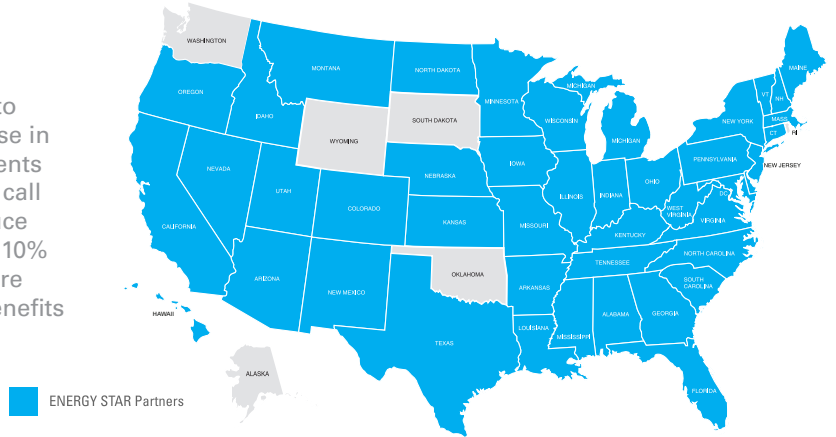 to
se in
ents
call
uce
10%
re
enefits
WASHINGTON
OREGON
CALIFORNIA
NEVADA
IDAHO
MONTANA
WYOMING
UTAH
COLORADO
ARIZONA
NEW MEXICO
NORTH DAKOTA
SOUTH DAKOTA
NEBRASKA
KANSAS
OKLAHOMA
TEXAS
MINNESOTA
IOWA
MISSOURI
ARKANSAS
LOUISIANA
WISCONSIN
ILLINOIS
MICHIGAN
MICHIGAN
INDIANA
OHIO
KENTUCKY
TENNESSEE
MISSISSIPPI
ALABAMA
GEORGIA
FLORIDA
SOUTH
CAROLINA
NORTH CAROLINA
VIRGINIA
WEST
VIRGINIA
DC
PENNSYLVANIA
NEW YORK
NEW JERSEY
VT
NH
MAINE
MASS
CT
RI
HAWAII
ALASKA
ENERGY STAR Partners